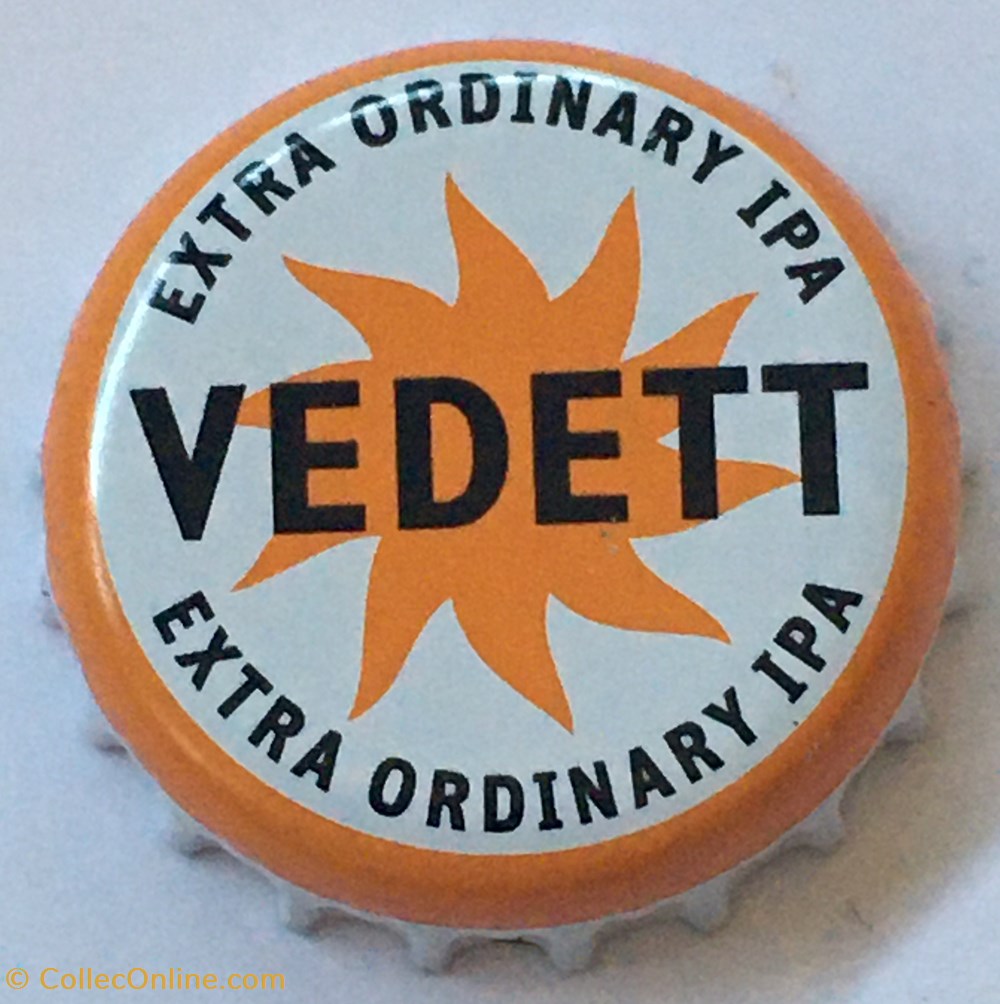 EXTRA ORDINARY IPA
VEDETT
EXTRA ORDINARY IPA
© CollecOnline.com